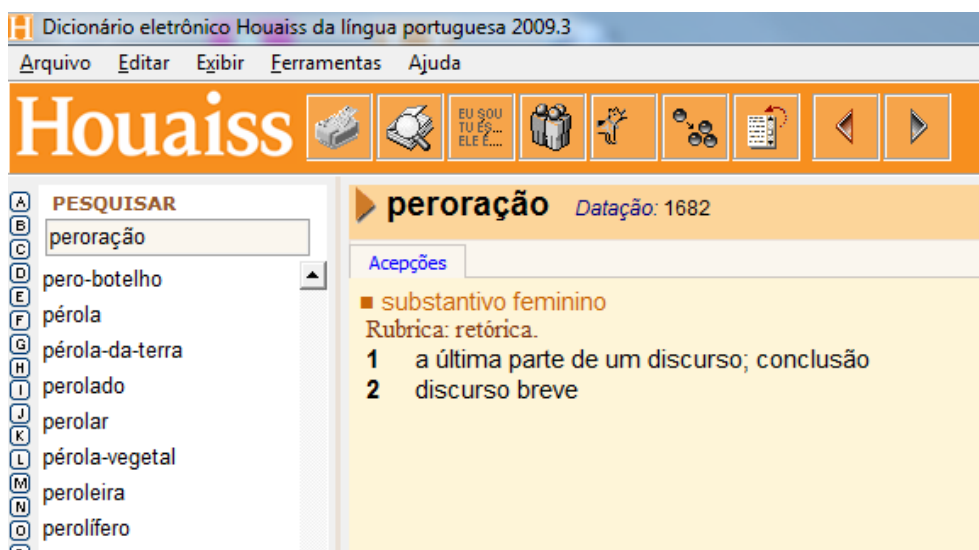 H Dicionário eletrônico Houaiss da língua portuguesa 2009.3
Arquivo Editar Exibir Ferramentas Ajuda
Houaiss
EU SOU
TU ÉS...
ELE É....
A
B
C
D
E
F
G
H
I
J
K
L
M
N
O
PESQUISAR
peroração
pero-botelho
pérola
pérola-da-terra
perolado
perolar
pérola-vegetal
peroleira
perolífero
peroração Datação: 1682
Acepções
substantivo feminino
Rubrica: retórica.
1 a última parte de um discurso; conclusão
2 discurso breve